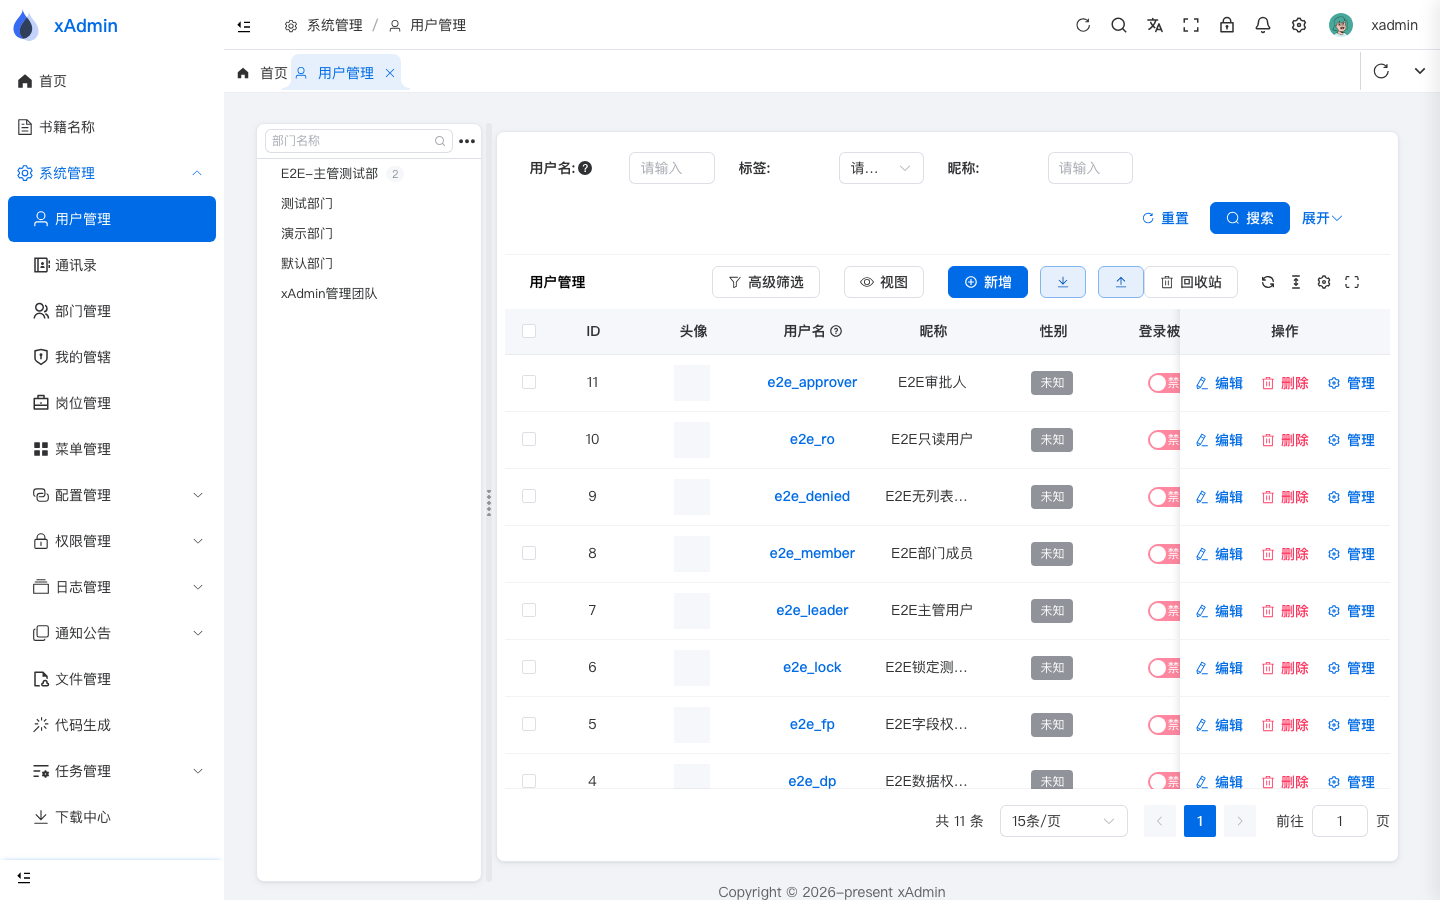 xAdmin
系统管理 / 用户管理
xadmin
首页
用户管理
首页
书籍名称
系统管理
用户管理
通讯录
部门管理
我的管辖
岗位管理
菜单管理
配置管理
权限管理
日志管理
通知公告
文件管理
代码生成
任务管理
下载中心
部门名称
E2E-主管测试部 2
测试部门
演示部门
默认部门
xAdmin管理团队
用户名: 请输入 标签: 请... 昵称: 请输入
重置 搜索 展开
用户管理 高级筛选 视图 新增 回收站
ID 头像 用户名 昵称 性别 登录被 操作
11 e2e_approver E2E审批人 未知 禁 编辑 删除 管理
10 e2e_ro E2E只读用户 未知 禁 编辑 删除 管理
9 e2e_denied E2E无列表... 未知 禁 编辑 删除 管理
8 e2e_member E2E部门成员 未知 禁 编辑 删除 管理
7 e2e_leader E2E主管用户 未知 禁 编辑 删除 管理
6 e2e_lock E2E锁定测... 未知 禁 编辑 删除 管理
5 e2e_fp E2E字段权... 未知 禁 编辑 删除 管理
4 e2e_dp E2E数据权... 未知 禁 编辑 删除 管理
共 11 条 15条/页 1 前往 1 页
Copyright © 2026-present xAdmin